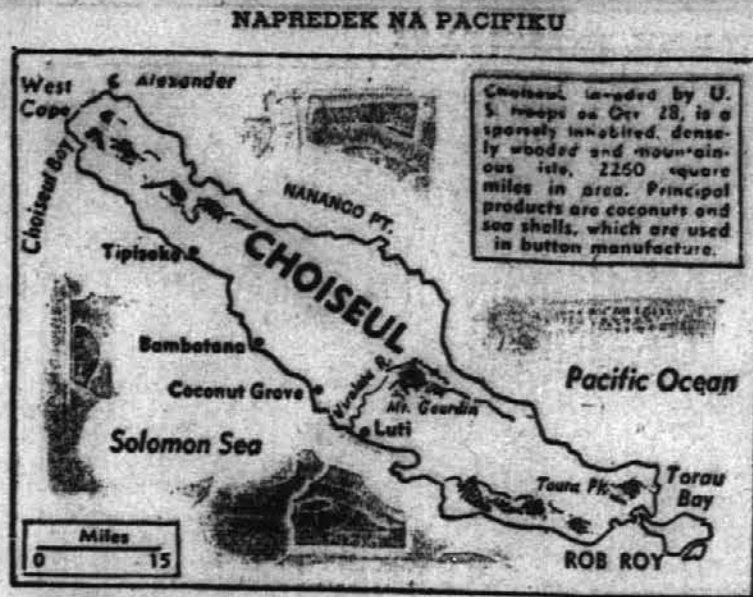 NAPREDEK NA PACIFIKU
West
Cape
C Alexander
Choiseul, invaded by U.
S. troops on Oct 28, is a
sparsely inhabited, dense-
ly wooded and mountain-
ous isle, 2260 square
miles in area. Principal
products are coconuts and
sea shells, which are used
in button manufacture.
Choiseul Bay
NANANGO PT.
Tipisoka
CHOISEUL
Bambatana
Coconut Grove
Mt. Gourdin
Luti
Pacific Ocean
Solomon Sea
Toura Pk.
Torau
Bay
ROB ROY
Miles
0 15